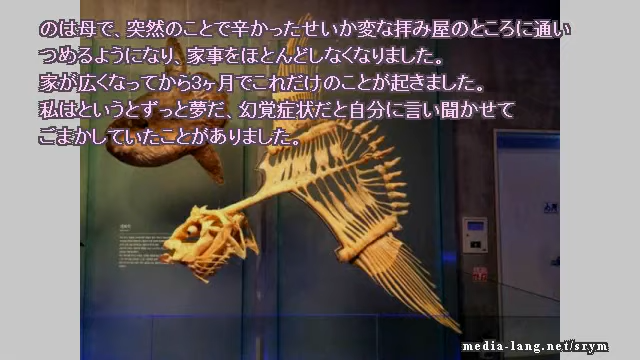 のは母で、突然のことで辛かったせいか変な拝み屋のところに通い
つめるようになり、家事をほとんどしなくなりました。
家が広くなってから3ヶ月でこれだけのことが起きました。
私はというとずっと夢だ、幻覚症状だと自分に言い聞かせて
ごまかしていたことがありました。
media-lang.net/srym